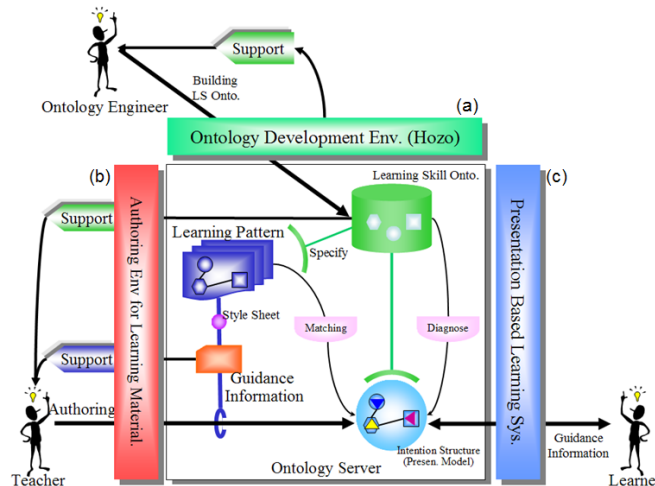 Support
Building
LS Onto.
Ontology Engineer
(a)
Ontology Development Env. (Hozo)
(b)
(c)
Learning Skill Onto.
Support
Learning Pattern
Specify
Authoring Env for Learning Material.
Presentation Based Learning Sys.
Style Sheet
Matching
Diagnose
Support
Guidance
Information
Authoring
Teacher
Intention Structure
(Presen. Model)
Ontology Server
Guidance
Information
Learne